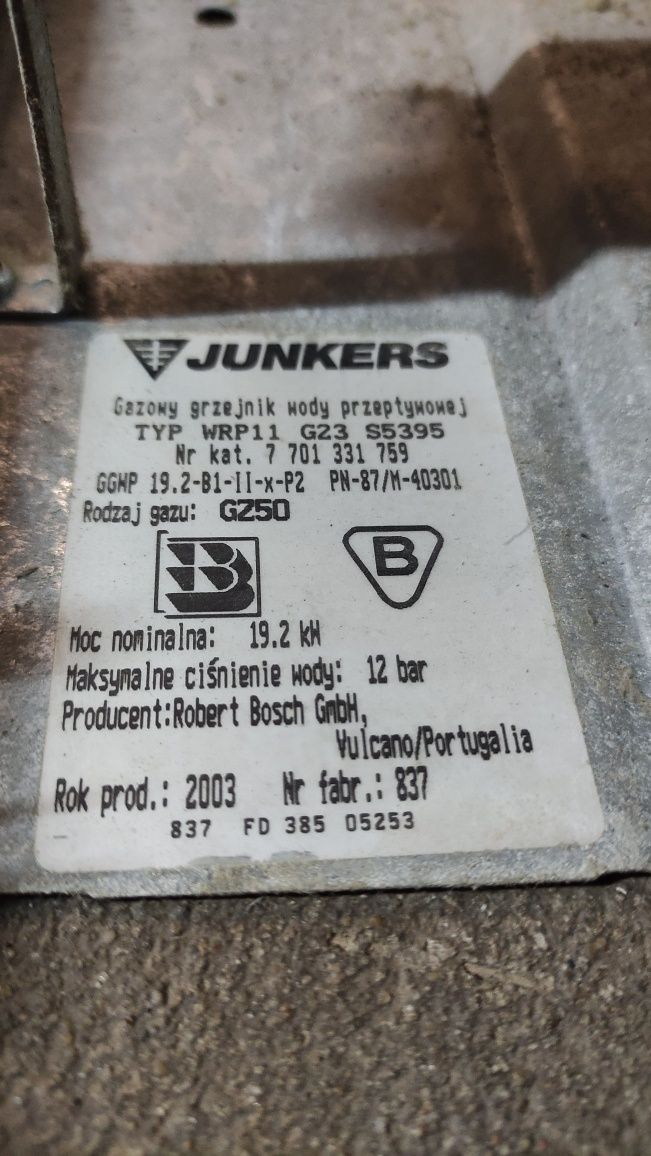 JUNKERS
Gazowy grzejnik wody przepływowej
TYP WRP11 G23 S5395
Nr kat. 7 701 331 759
GGWP 19.2-B1-II-x-P2 PN-87/M-40301
Rodzaj gazu: GZ50
B B
Moc nominalna: 19.2 kW
Maksymalne ciśnienie wody: 12 bar
Producent:Robert Bosch GmbH,
Vulcano/Portugalia
Rok prod.: 2003 Nr fabr.: 837
837 FD 385 05253